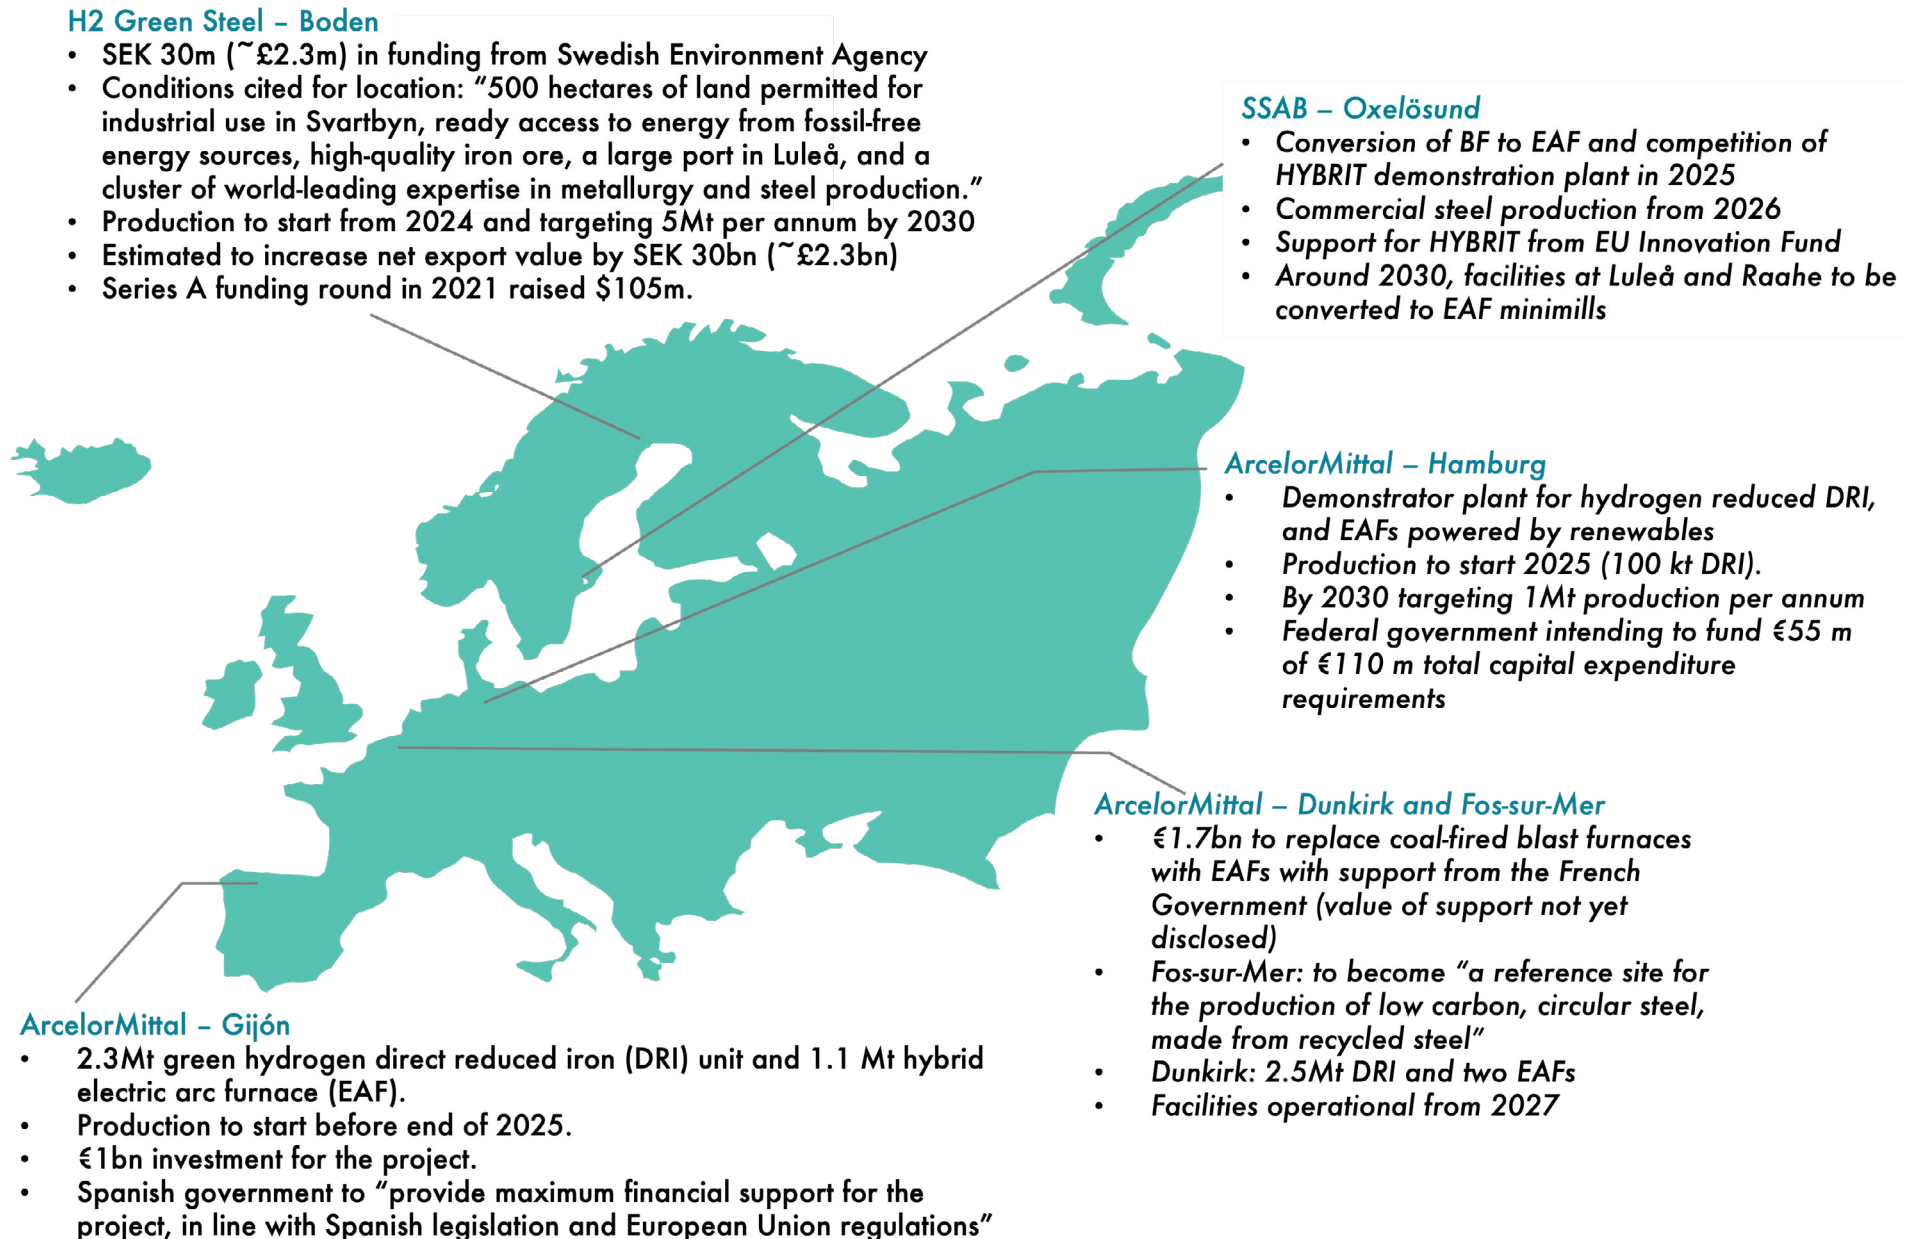 H2 Green Steel – Boden
• SEK 30m (~£2.3m) in funding from Swedish Environment Agency
• Conditions cited for location: “500 hectares of land permitted for
industrial use in Svartbyn, ready access to energy from fossil-free
energy sources, high-quality iron ore, a large port in Luleå, and a
cluster of world-leading expertise in metallurgy and steel production.”
• Production to start from 2024 and targeting 5Mt per annum by 2030
• Estimated to increase net export value by SEK 30bn (~£2.3bn)
• Series A funding round in 2021 raised $105m.
SSAB – Oxelösund
• Conversion of BF to EAF and competition of
HYBRIT demonstration plant in 2025
• Commercial steel production from 2026
• Support for HYBRIT from EU Innovation Fund
• Around 2030, facilities at Luleå and Raahe to be
converted to EAF minimills
ArcelorMittal – Hamburg
• Demonstrator plant for hydrogen reduced DRI,
and EAFs powered by renewables
• Production to start 2025 (100 kt DRI).
• By 2030 targeting 1Mt production per annum
• Federal government intending to fund €55 m
of €110 m total capital expenditure
requirements
ArcelorMittal – Dunkirk and Fos-sur-Mer
• €1.7bn to replace coal-fired blast furnaces
with EAFs with support from the French
Government (value of support not yet
disclosed)
• Fos-sur-Mer: to become “a reference site for
the production of low carbon, circular steel,
made from recycled steel”
• Dunkirk: 2.5Mt DRI and two EAFs
• Facilities operational from 2027
ArcelorMittal – Gijón
• 2.3Mt green hydrogen direct reduced iron (DRI) unit and 1.1 Mt hybrid
electric arc furnace (EAF).
• Production to start before end of 2025.
• €1bn investment for the project.
• Spanish government to “provide maximum financial support for the
project, in line with Spanish legislation and European Union regulations”